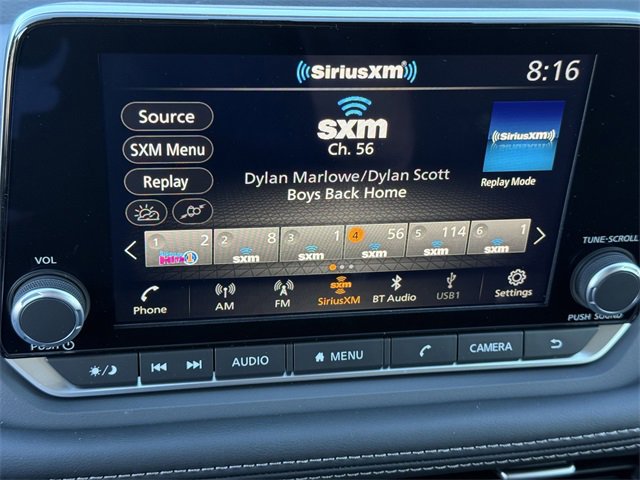 ((SiriusXM))
8:16
Source
SXM Menu
Replay
sxm
Ch. 56
Dylan Marlowe/Dylan Scott
Boys Back Home
((SiriusXM))
Replay Mode
1 2
2 8 sxm
3 1 sxm
4 56 sxm
5 114 sxm
6 1 sxm
Phone
AM
FM
sxm
SiriusXM
BT Audio
USB1
Settings
VOL
PUSH
TUNE-SCROLL
PUSH SOUND
AUDIO
MENU
CAMERA